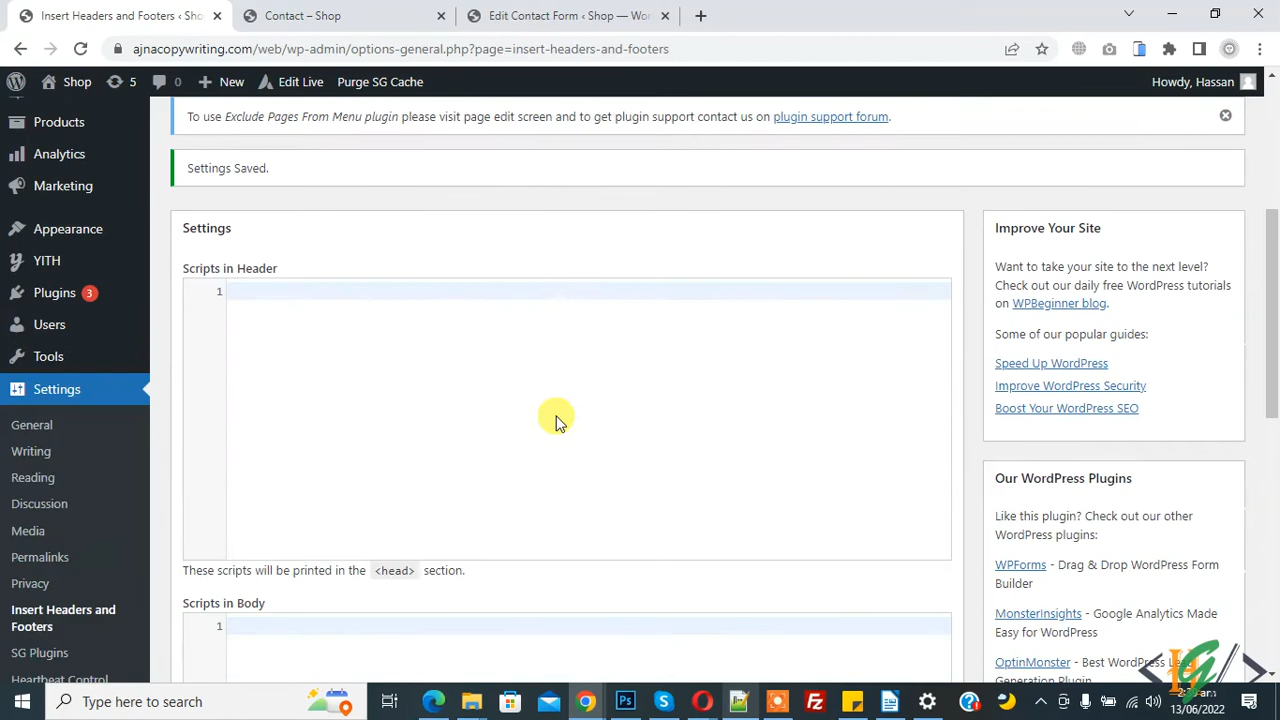 Insert Headers and Footers ‹ Sho
Contact – Shop
Edit Contact Form ‹ Shop — Wor
ajnacopywriting.com/web/wp-admin/options-general.php?page=insert-headers-and-footers
Shop
5
0
New
Edit Live
Purge SG Cache
Howdy, Hassan
Products
Analytics
Marketing
Appearance
YITH
Plugins 3
Users
Tools
Settings
General
Writing
Reading
Discussion
Media
Permalinks
Privacy
Insert Headers and
Footers
SG Plugins
Heartbeat Control
To use Exclude Pages From Menu plugin please visit page edit screen and to get plugin support contact us on plugin support forum.
Settings Saved.
Settings
Scripts in Header
1
These scripts will be printed in the <head> section.
Scripts in Body
1
Improve Your Site
Want to take your site to the next level?
Check out our daily free WordPress tutorials
on WPBeginner blog.
Some of our popular guides:
Speed Up WordPress
Improve WordPress Security
Boost Your WordPress SEO
Our WordPress Plugins
Like this plugin? Check out our other
WordPress plugins:
WPForms - Drag & Drop WordPress Form
Builder
MonsterInsights - Google Analytics Made
Easy for WordPress
OptinMonster - Best WordPress
Generation Plugin
Type here to search
13/06/2022